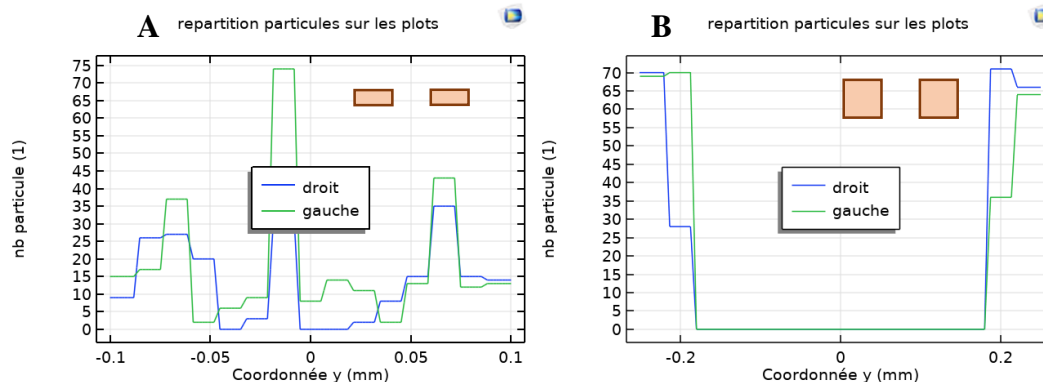 A repartition particules sur les plots
75
70
65
60
55
50
45
40
35
30
25
20
15
10
5
0
nb particule (1)
droit
gauche
-0.1 -0.05 0 0.05 0.1
Coordonnée y (mm)
B repartition particules sur les plots
70
65
60
55
50
45
40
35
30
25
20
15
10
5
0
nb particule (1)
droit
gauche
-0.2 0 0.2
Coordonnée y (mm)